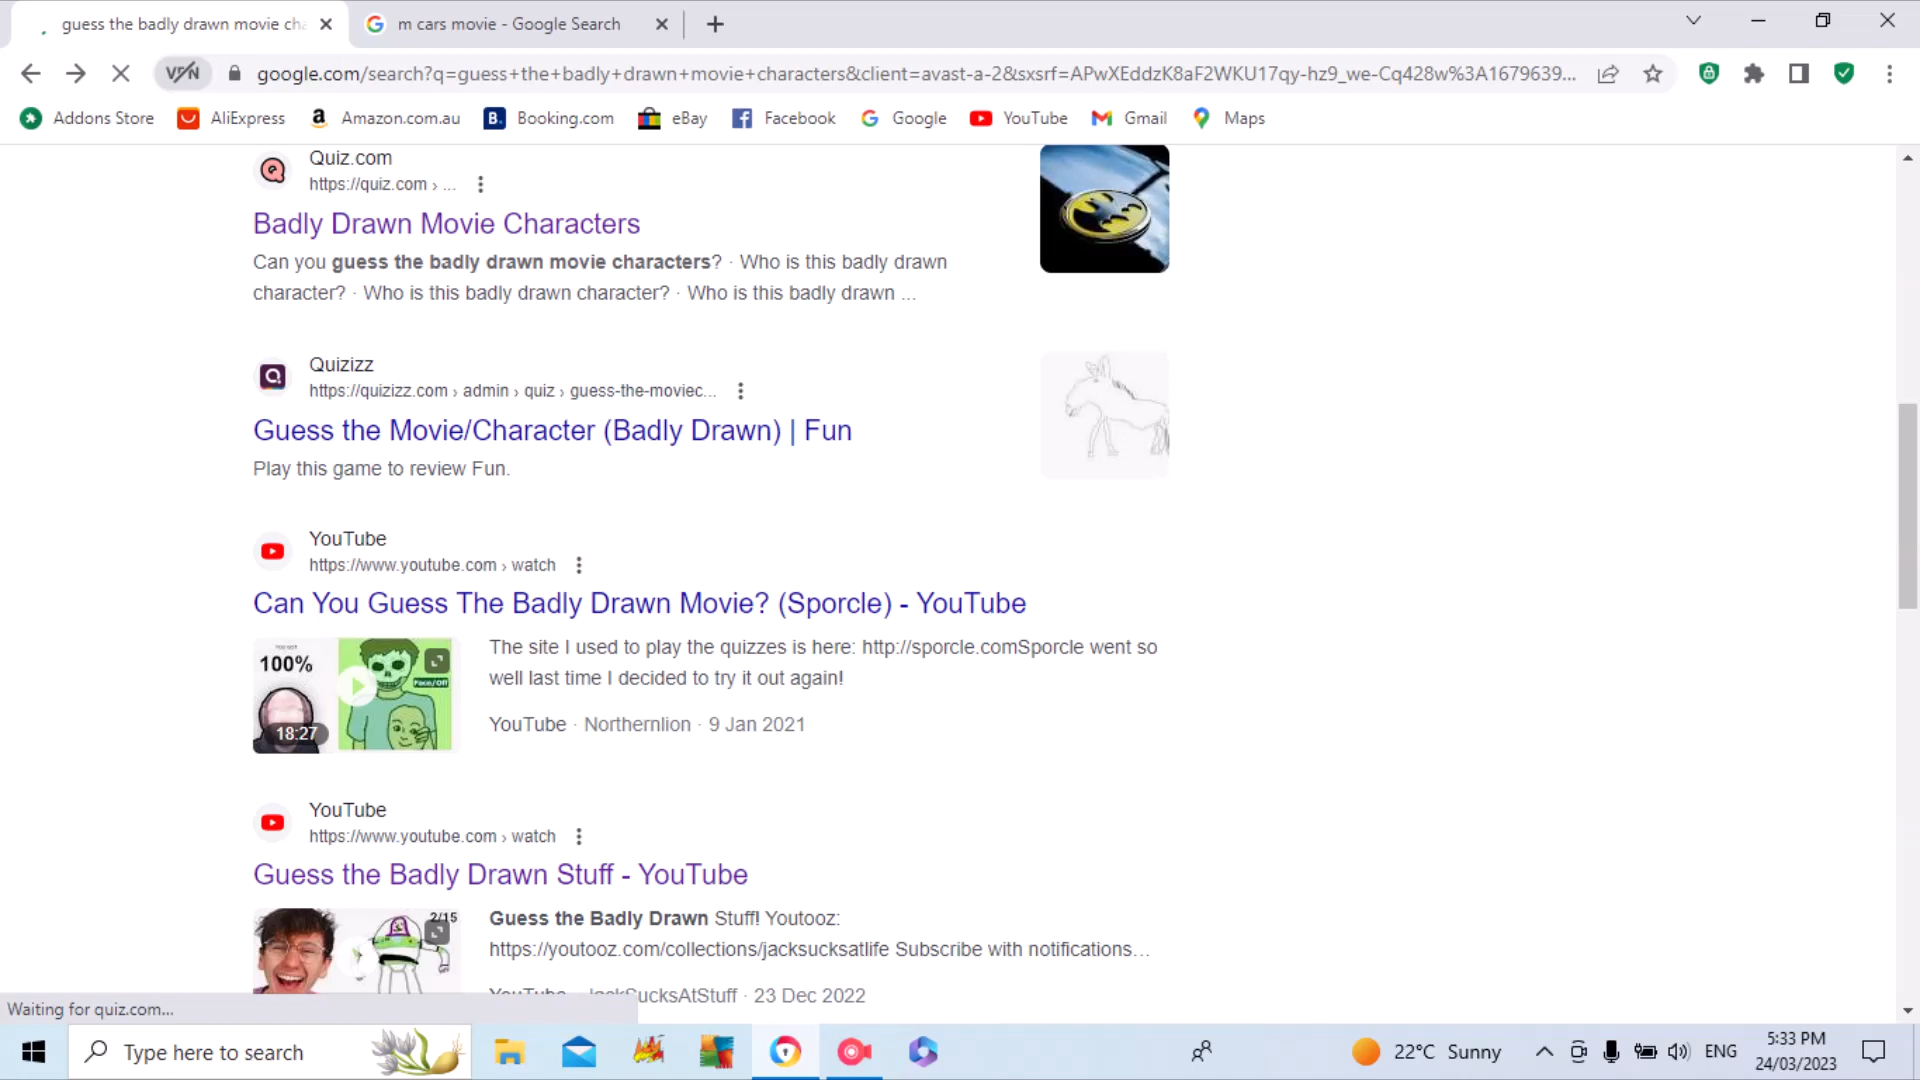 guess the badly drawn movie cha
m cars movie - Google Search
VPN
google.com/search?q=guess+the+badly+drawn+movie+characters&client=avast-a-2&sxsrf=APwXEddzK8aF2WKU17qy-hz9_we-Cq428w%3A1679639...
Addons Store
AliExpress
Amazon.com.au
Booking.com
eBay
Facebook
Google
YouTube
Gmail
Maps
Quiz.com
https://quiz.com › ...
Badly Drawn Movie Characters
Can you guess the badly drawn movie characters? · Who is this badly drawn
character? · Who is this badly drawn character? · Who is this badly drawn ...
Quizizz
https://quizizz.com › admin › quiz › guess-the-moviec...
Guess the Movie/Character (Badly Drawn) | Fun
Play this game to review Fun.
YouTube
https://www.youtube.com › watch
Can You Guess The Badly Drawn Movie? (Sporcle) - YouTube
100%
Face/Off
18:27
The site I used to play the quizzes is here: http://sporcle.comSporcle went so
well last time I decided to try it out again!
YouTube · Northernlion · 9 Jan 2021
YouTube
https://www.youtube.com › watch
Guess the Badly Drawn Stuff - YouTube
2/15
Guess the Badly Drawn Stuff! Youtooz:
https://youtooz.com/collections/jacksucksatlife Subscribe with notifications...
YouTube · JackSucksAtStuff · 23 Dec 2022
Waiting for quiz.com...
Type here to search
22°C Sunny
ENG
5:33 PM
24/03/2023